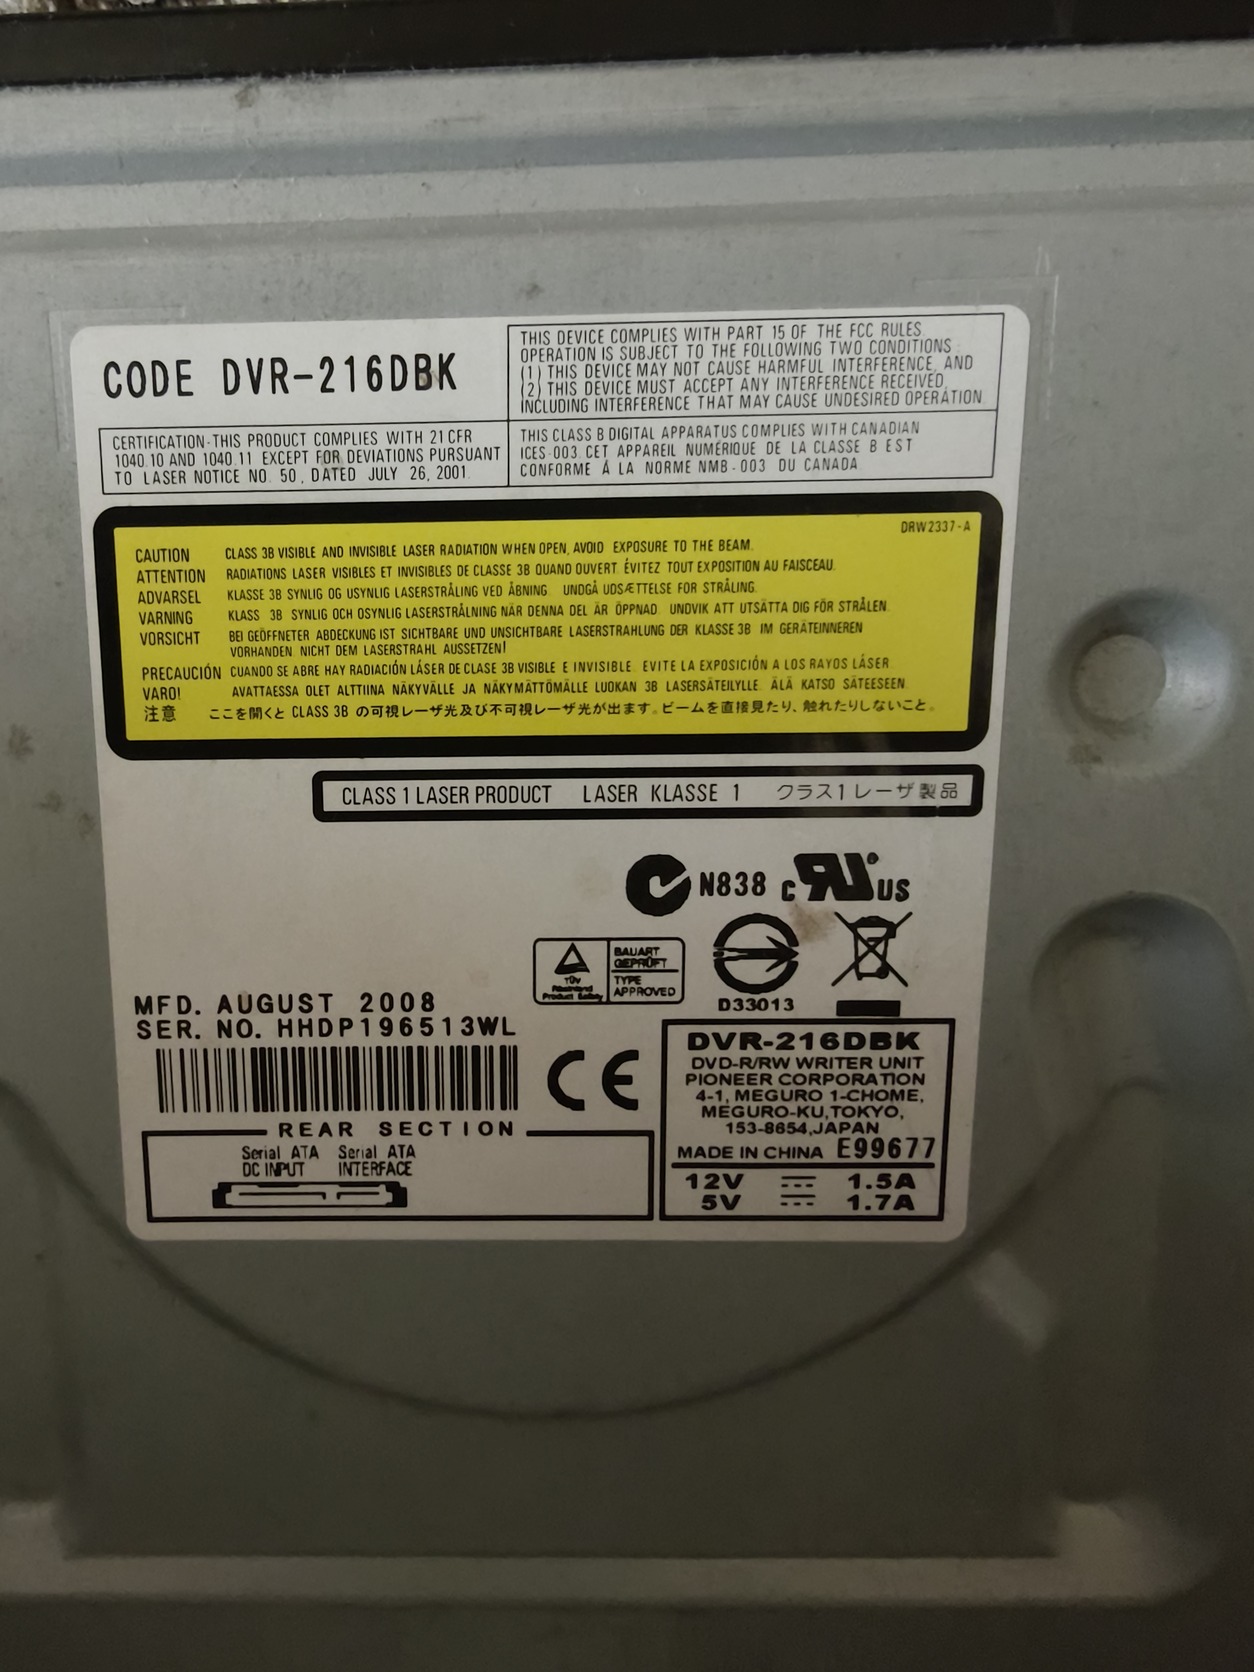 CODE DVR-216DBK
THIS DEVICE COMPLIES WITH PART 15 OF THE FCC RULES.
OPERATION IS SUBJECT TO THE FOLLOWING TWO CONDITIONS :
(1) THIS DEVICE MAY NOT CAUSE HARMFUL INTERFERENCE, AND
(2) THIS DEVICE MUST ACCEPT ANY INTERFERENCE RECEIVED,
INCLUDING INTERFERENCE THAT MAY CAUSE UNDESIRED OPERATION.
CERTIFICATION-THIS PRODUCT COMPLIES WITH 21 CFR
1040.10 AND 1040.11 EXCEPT FOR DEVIATIONS PURSUANT
TO LASER NOTICE NO. 50, DATED JULY 26, 2001.
THIS CLASS B DIGITAL APPARATUS COMPLIES WITH CANADIAN
ICES-003. CET APPAREIL NUMÉRIQUE DE LA CLASSE B EST
CONFORME Á LA NORME NMB-003 DU CANADA
DRW2337-A
CAUTION CLASS 3B VISIBLE AND INVISIBLE LASER RADIATION WHEN OPEN, AVOID EXPOSURE TO THE BEAM.
ATTENTION RADIATIONS LASER VISIBLES ET INVISIBLES DE CLASSE 3B QUAND OUVERT. ÉVITEZ TOUT EXPOSITION AU FAISCEAU.
ADVARSEL KLASSE 3B SYNLIG OG USYNLIG LASERSTRÅLING VED ÅBNING. UNDGÅ UDSÆTTELSE FOR STRÅLING.
VARNING KLASS 3B SYNLIG OCH OSYNLIG LASERSTRÅLNING NÄR DENNA DEL ÄR ÖPPNAD. UNDVIK ATT UTSÄTTA DIG FÖR STRÅLEN.
VORSICHT BEI GEÖFFNETER ABDECKUNG IST SICHTBARE UND UNSICHTBARE LASERSTRAHLUNG DER KLASSE 3B IM GERÄTEINNEREN
VORHANDEN. NICHT DEM LASERSTRAHL AUSSETZEN!
PRECAUCIÓN CUANDO SE ABRE HAY RADIACIÓN LÁSER DE CLASE 3B VISIBLE E INVISIBLE. EVITE LA EXPOSICIÓN A LOS RAYOS LÁSER.
VARO! AVATTAESSA OLET ALTTIINA NÄKYVÄLLE JA NÄKYMÄTTÖMÄLLE LUOKAN 3B LASERSÄTEILYLLE. ÄLÄ KATSO SÄTEESEEN.
注意 ここを開くと CLASS 3B の可視レーザ光及び不可視レーザ光が出ます。ビームを直接見たり、触れたりしないこと。
CLASS 1 LASER PRODUCT LASER KLASSE 1 クラス1レーザ製品
N838 c RU US
TÜV
Rheinland
Product Safety
BAUART
GEPRÜFT
TYPE
APPROVED
D33013
MFD. AUGUST 2008
SER. NO. HHDP196513WL
CE
REAR SECTION
Serial ATA Serial ATA
DC INPUT INTERFACE
DVR-216DBK
DVD-R/RW WRITER UNIT
PIONEER CORPORATION
4-1, MEGURO 1-CHOME,
MEGURO-KU,TOKYO,
153-8654,JAPAN
MADE IN CHINA E99677
12V 1.5A
5V 1.7A